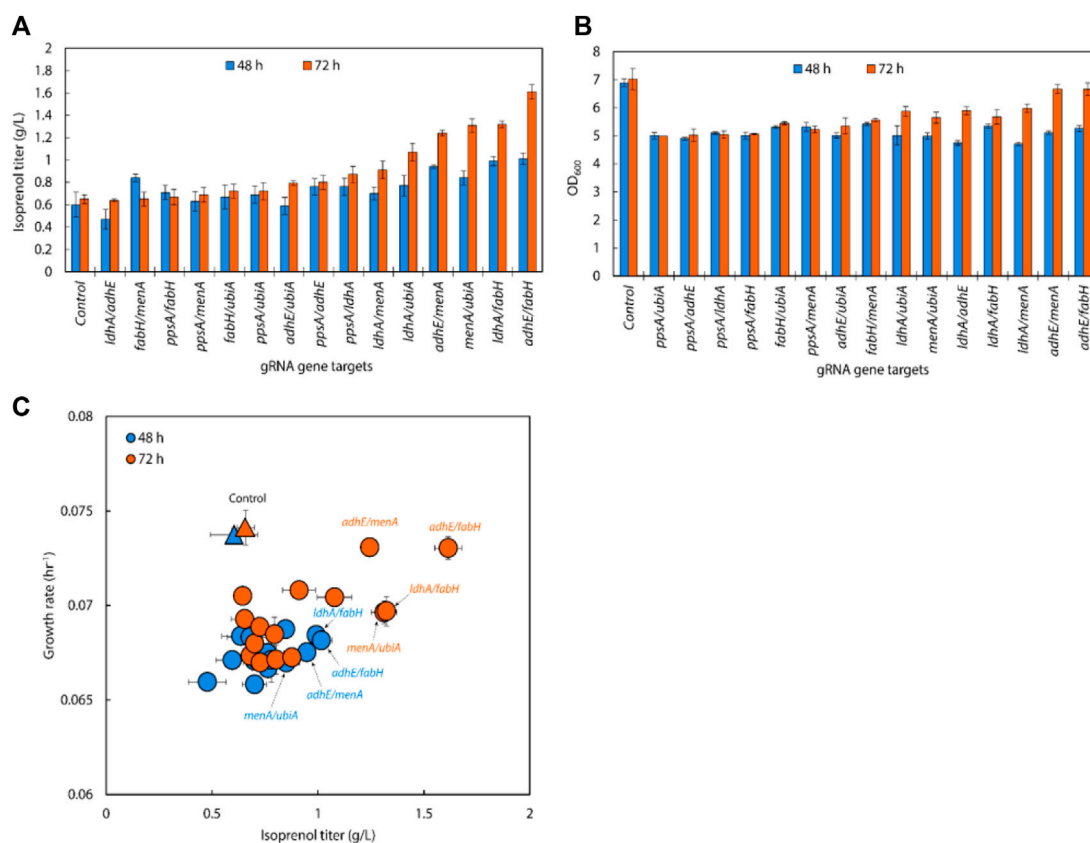 A
Isoprenol titer (g/L)
2
1.8
1.6
1.4
1.2
1
0.8
0.6
0.4
0.2
0
48 h
72 h
Control
ldhA/adhE
fabH/menA
ppsA/fabH
ppsA/menA
fabH/ubiA
ppsA/ubiA
adhE/ubiA
ppsA/adhE
ppsA/ldhA
ldhA/menA
ldhA/ubiA
adhE/menA
menA/ubiA
ldhA/fabH
adhE/fabH
gRNA gene targets
B
OD600
8
7
6
5
4
3
2
1
0
48 h
72 h
Control
ppsA/ubiA
ppsA/adhE
ppsA/ldhA
ppsA/fabH
fabH/ubiA
ppsA/menA
adhE/ubiA
fabH/menA
ldhA/ubiA
menA/ubiA
ldhA/adhE
ldhA/fabH
ldhA/menA
adhE/menA
adhE/fabH
gRNA gene targets
C
Growth rate (hr-1)
0.08
0.075
0.07
0.065
0.06
48 h
72 h
Control
adhE/menA
adhE/fabH
ldhA/fabH
ldhA/fabH
menA/ubiA
adhE/fabH
adhE/menA
menA/ubiA
0
0.5
1
1.5
2
Isoprenol titer (g/L)